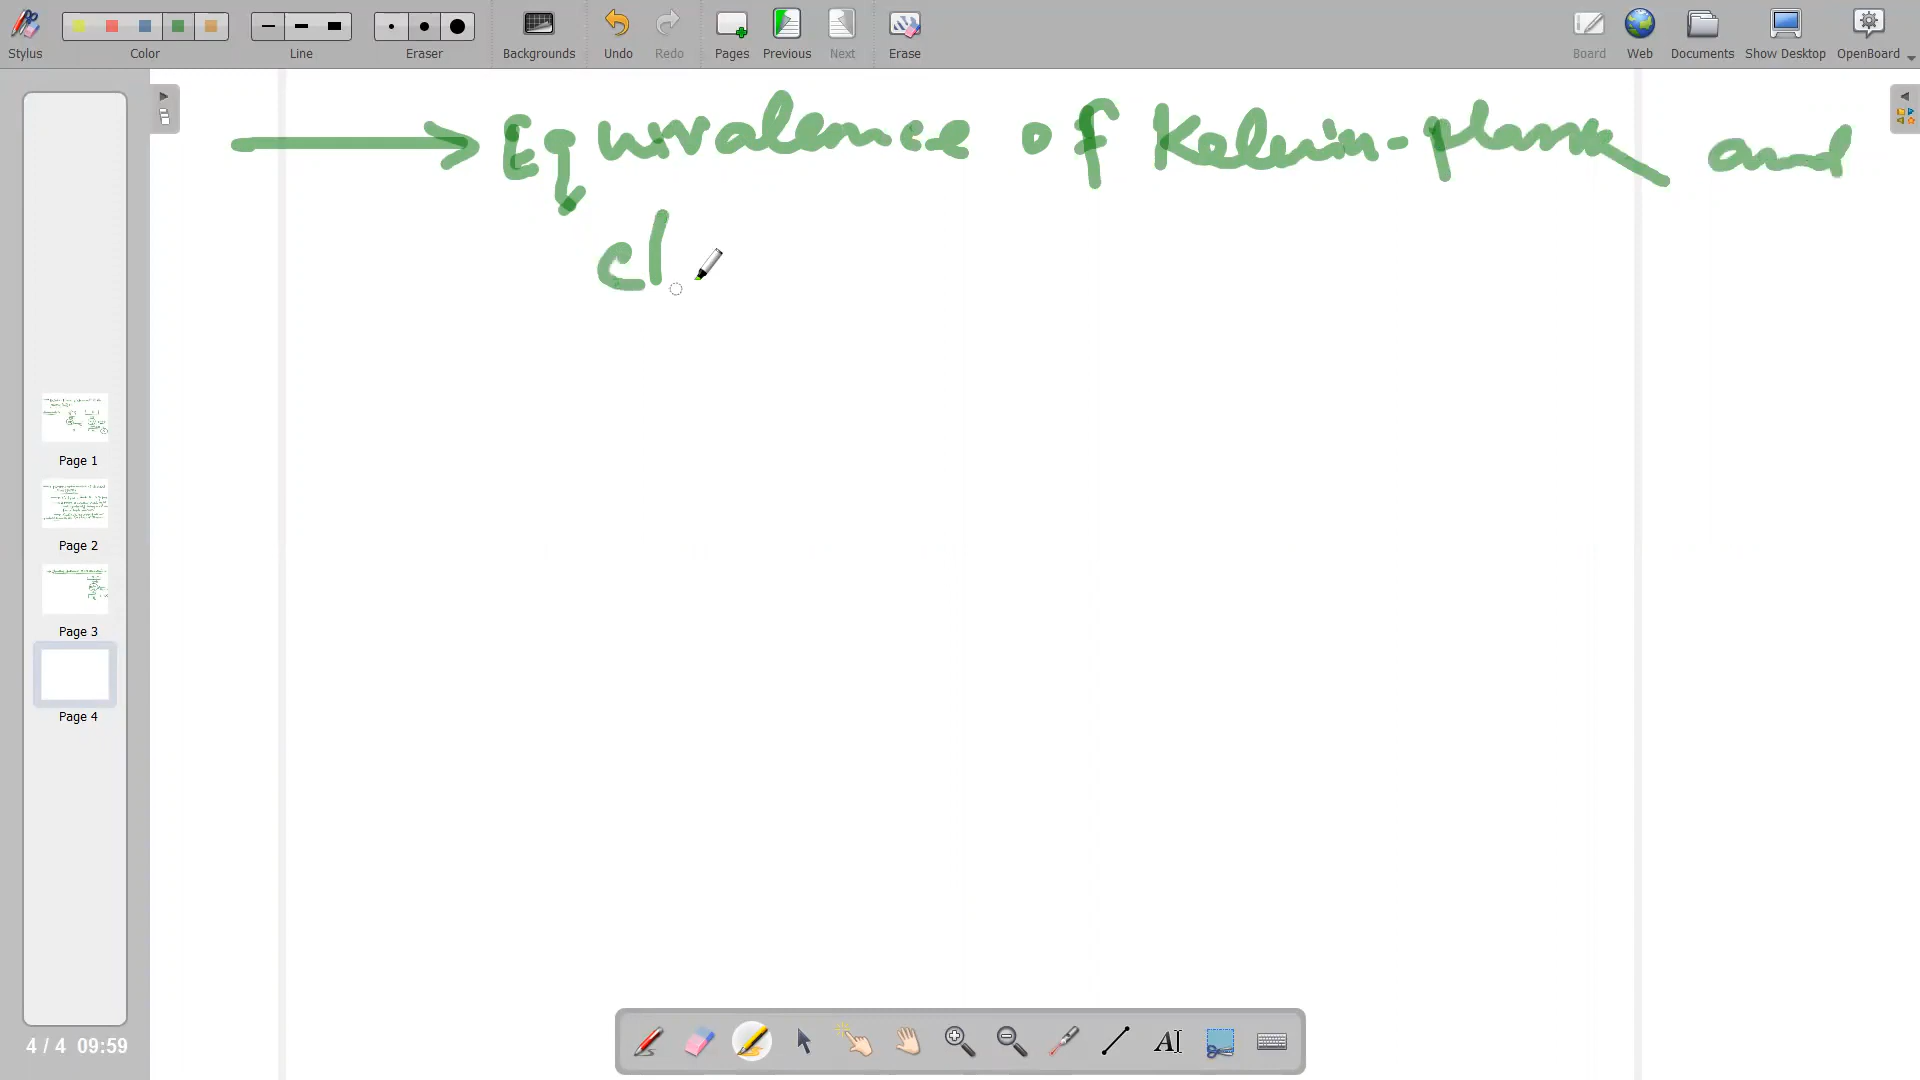 Stylus
Color
Line
Eraser
Backgrounds
Undo
Redo
Pages
Previous
Next
Erase
Board
Web
Documents
Show Desktop
OpenBoard
Equivalence of Kelvin-plank and
cl
Page 1
Page 2
Page 3
Page 4
4 / 4 09:59